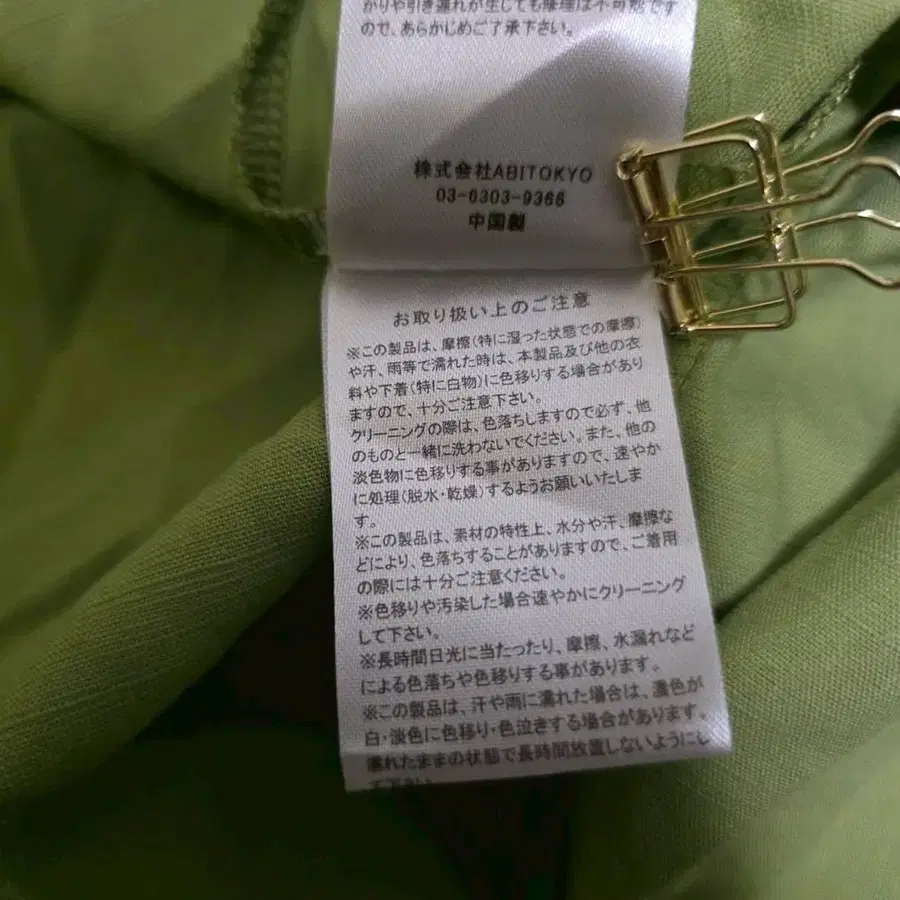 かりや引き連れが生じても修理は不可能です
ので、あらかじめご了承下さい。
株式会社ABITOKYO
03-6303-9366
中国製
お取り扱い上のご注意
※この製品は、摩擦(特に湿った状態での摩擦)
や汗、雨等で濡れた時は、本製品及び他の衣
料や下着(特に白物)に色移りする場合があり
ますので、十分ご注意下さい。
クリーニングの際は、色落ちしますので必ず、他
のものと一緒に洗わないでください。また、他の
淡色物に色移りする事がありますので、速やか
に処理(脱水・乾燥)するようお願いいたしま
す。
※この製品は、素材の特性上、水分や汗、摩擦な
どにより、色落ちすることがありますので、ご着用
の際には十分ご注意ください。
※色移りや汚染した場合速やかにクリーニング
して下さい。
※長時間日光に当たったり、摩擦、水漏れなど
による色落ちや色移りする事があります。
※この製品は、汗や雨に濡れた場合は、濃色が
白・淡色に色移り・色泣きする場合があります。
濡れたままの状態で長時間放置しないようにし
て下さい。